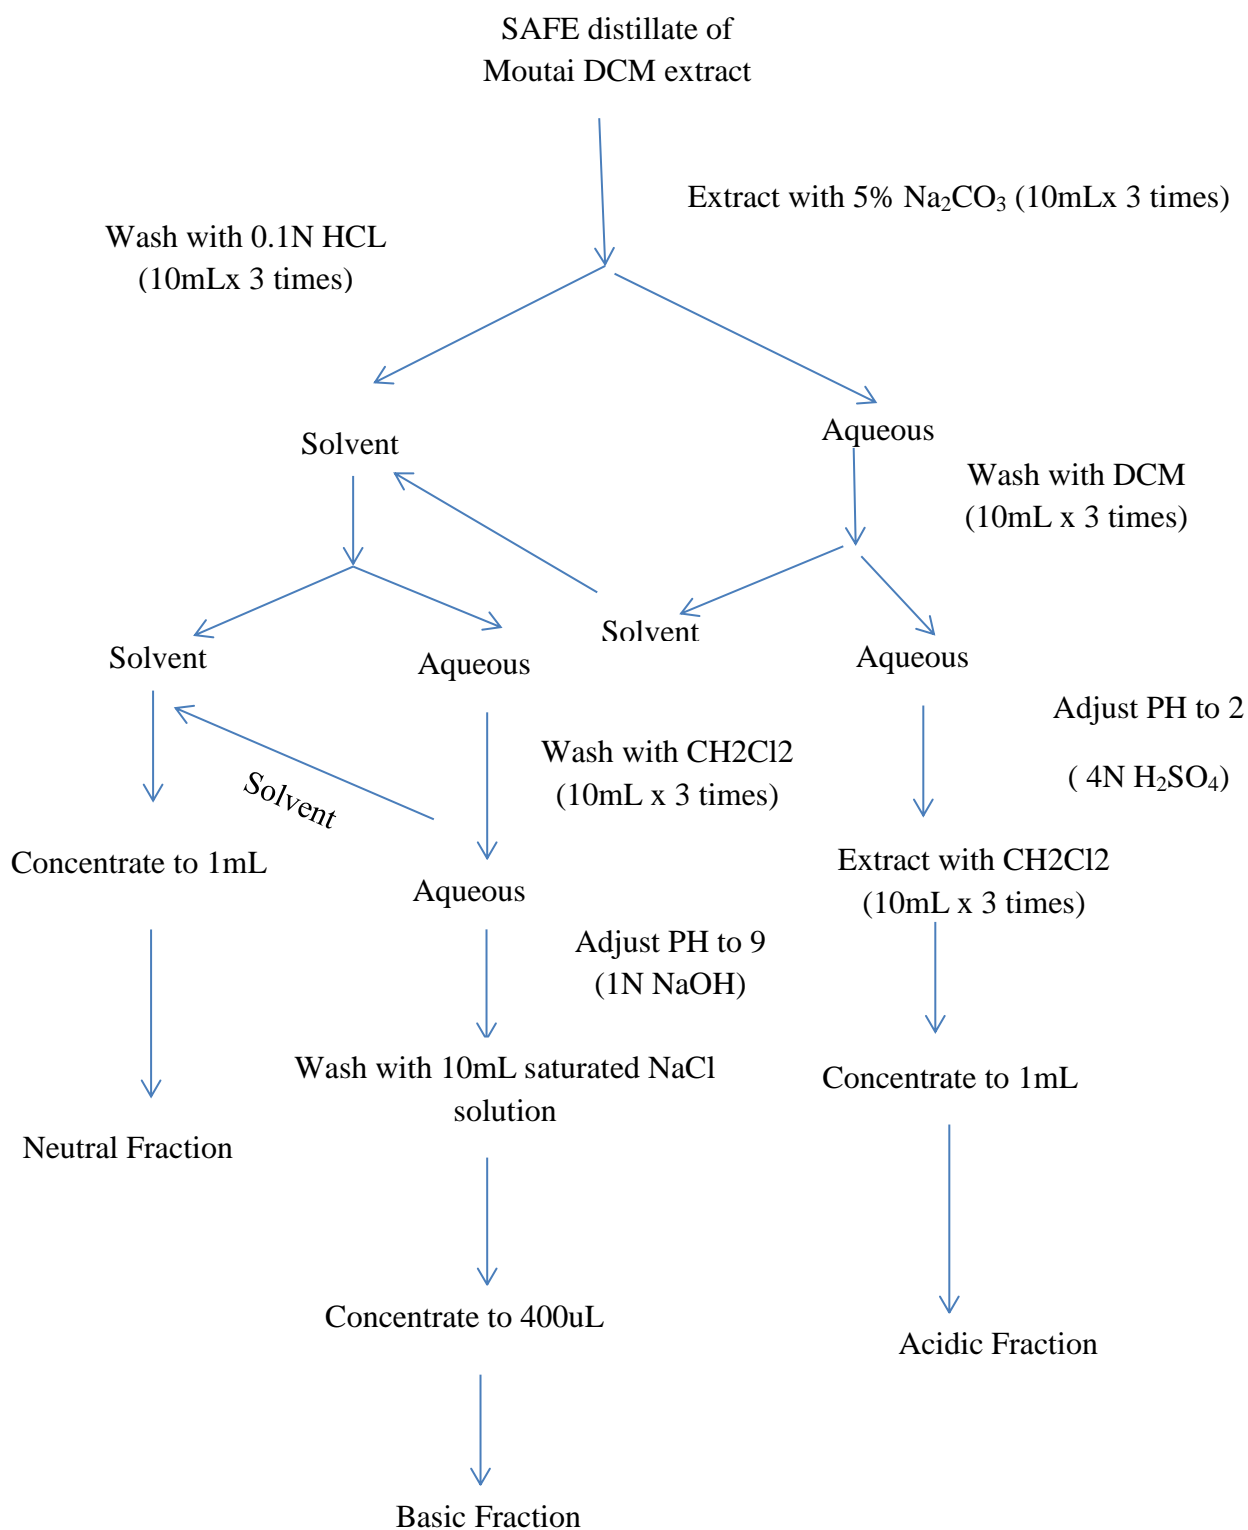 SAFE distillate of
Moutai DCM extract
Extract with 5% Na₂CO₃ (10mLx 3 times)
Wash with 0.1N HCL
(10mLx 3 times)
Solvent
Aqueous
Wash with DCM
(10mL x 3 times)
Solvent
Solvent
Aqueous
Aqueous
Adjust PH to 2
( 4N H₂SO₄)
Wash with CH2Cl2
(10mL x 3 times)
Solvent
Concentrate to 1mL
Aqueous
Extract with CH2Cl2
(10mL x 3 times)
Adjust PH to 9
(1N NaOH)
Wash with 10mL saturated NaCl
solution
Concentrate to 1mL
Neutral Fraction
Concentrate to 400uL
Acidic Fraction
Basic Fraction